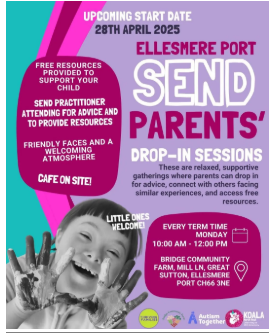 UPCOMING START DATE
28TH APRIL 2025
ELLESMERE PORT
SEND
PARENTS'
DROP-IN SESSIONS
These are relaxed, supportive
gatherings where parents can drop in
for advice, connect with others facing
similar experiences, and access free
resources.
FREE RESOURCES
PROVIDED TO
SUPPORT YOUR
CHILD
SEND PRACTITIONER
ATTENDING FOR ADVICE AND
TO PROVIDE RESOURCES
FRIENDLY FACES AND A
WELCOMING
ATMOSPHERE
CAFE ON SITE!
LITTLE ONES
WELCOME!
EVERY TERM TIME
MONDAY
10:00 AM - 12:00 PM
BRIDGE COMMUNITY
FARM, MILL LN, GREAT
SUTTON, ELLESMERE
PORT CH66 3NE
Autism
Together
KOALA